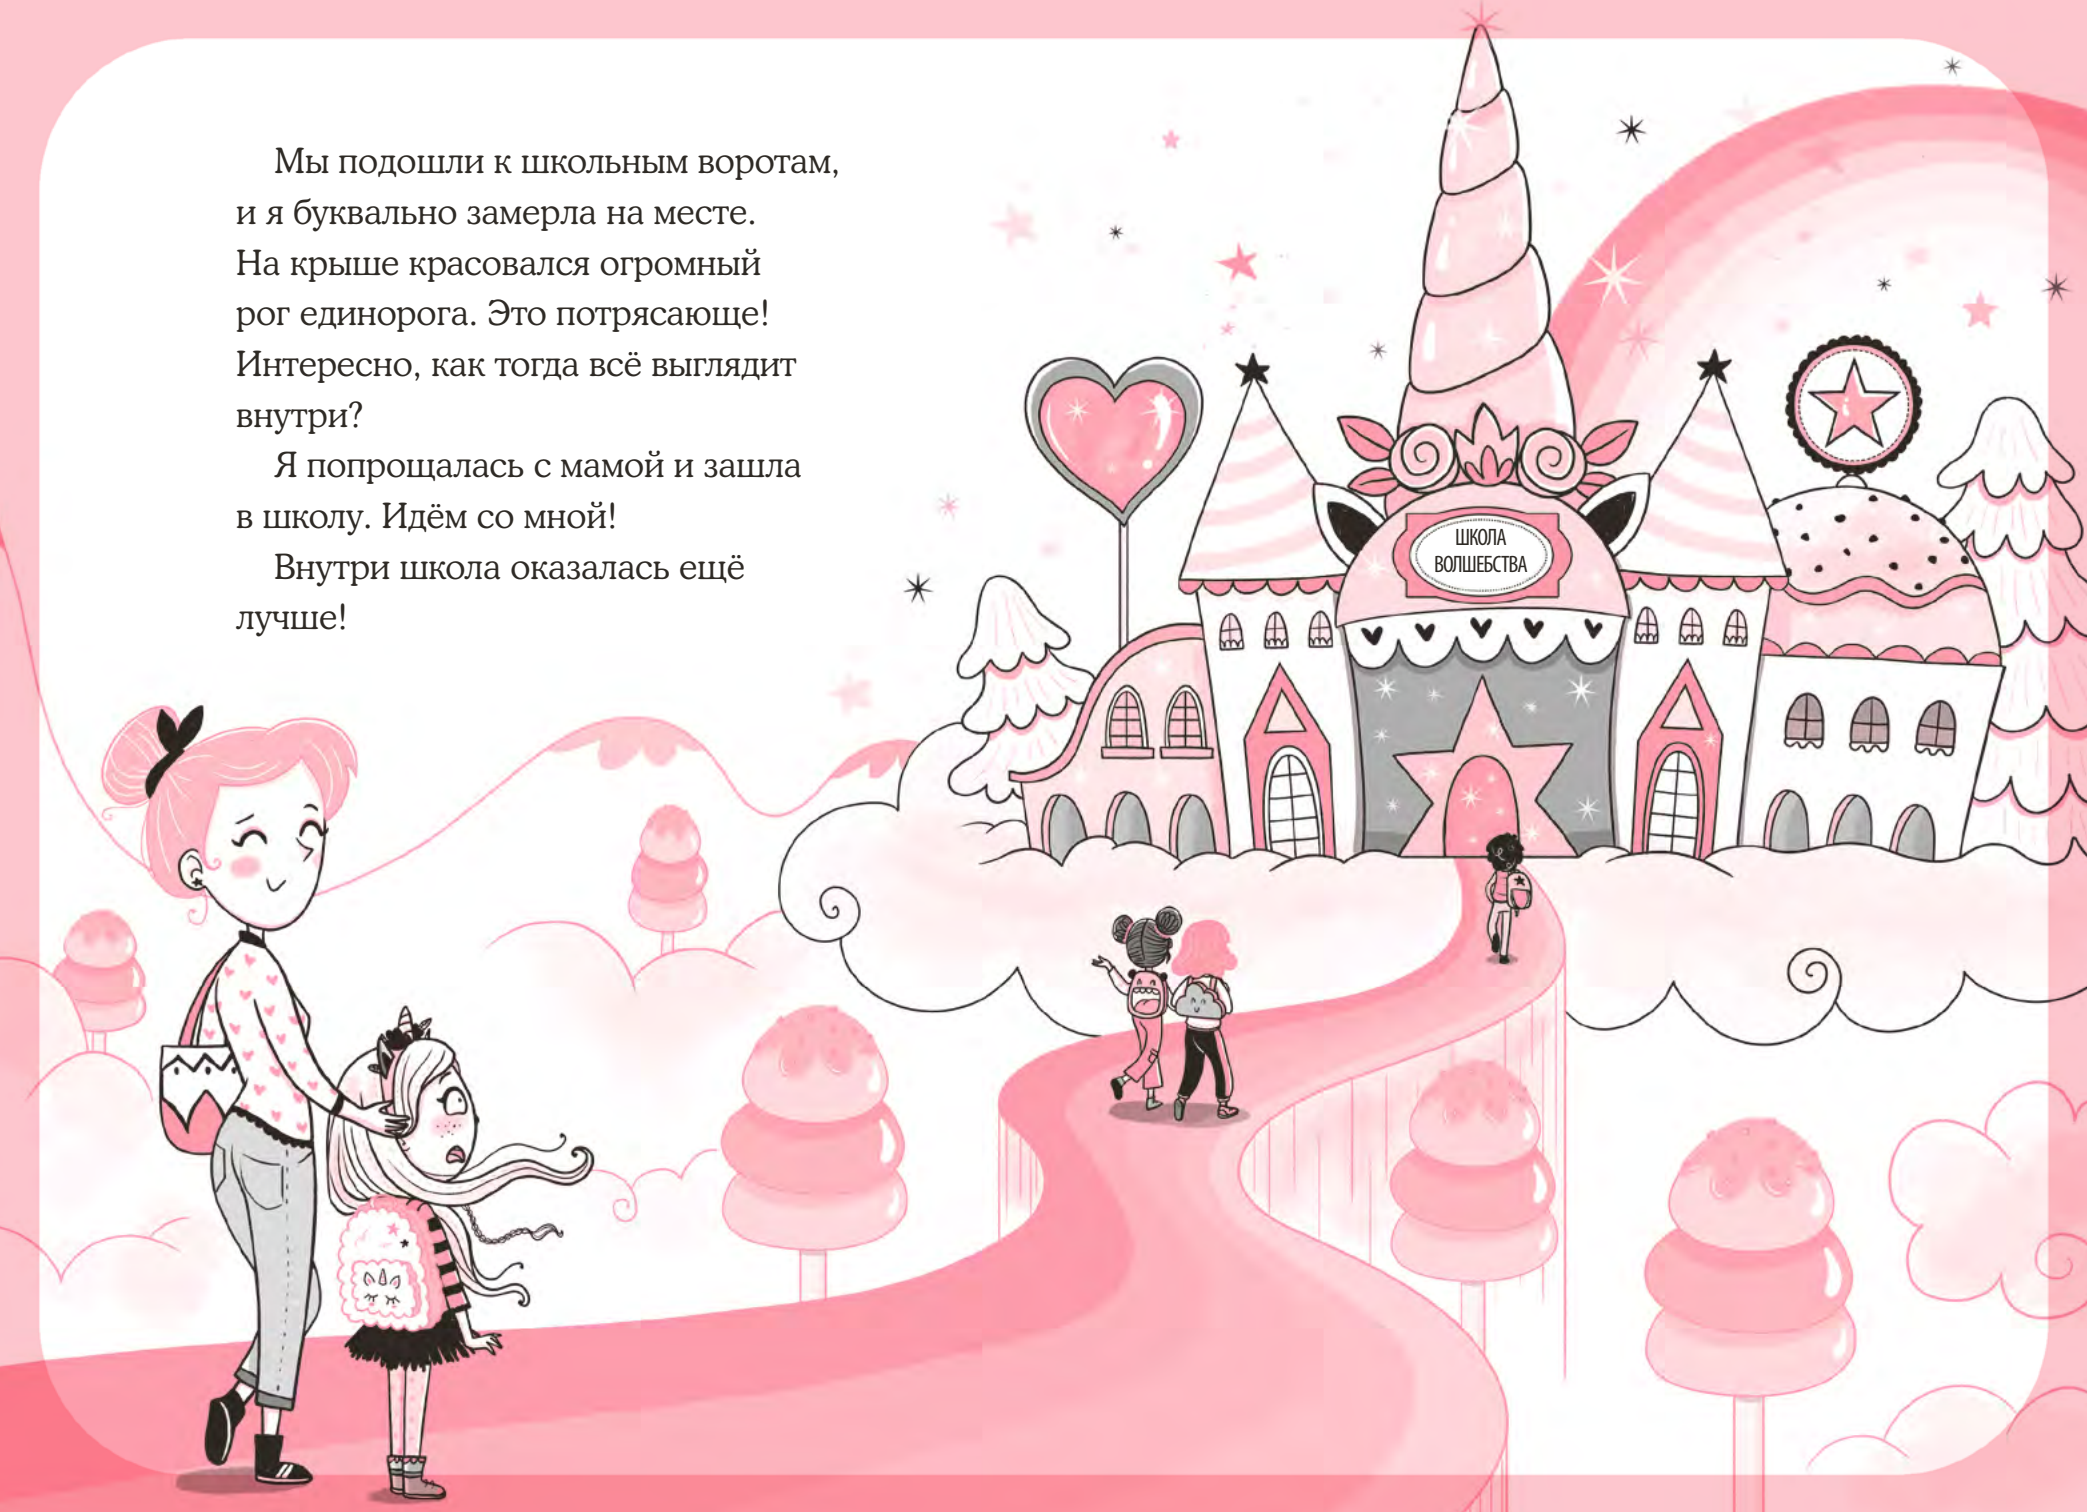 Мы подошли к школьным воротам,
и я буквально замерла на месте.
На крыше красовался огромный
рог единорога. Это потрясающе!
Интересно, как тогда всё выглядит
внутри?
Я попрощалась с мамой и зашла
в школу. Идём со мной!
Внутри школа оказалась ещё
лучше!
ШКОЛА
ВОЛШЕБСТВА